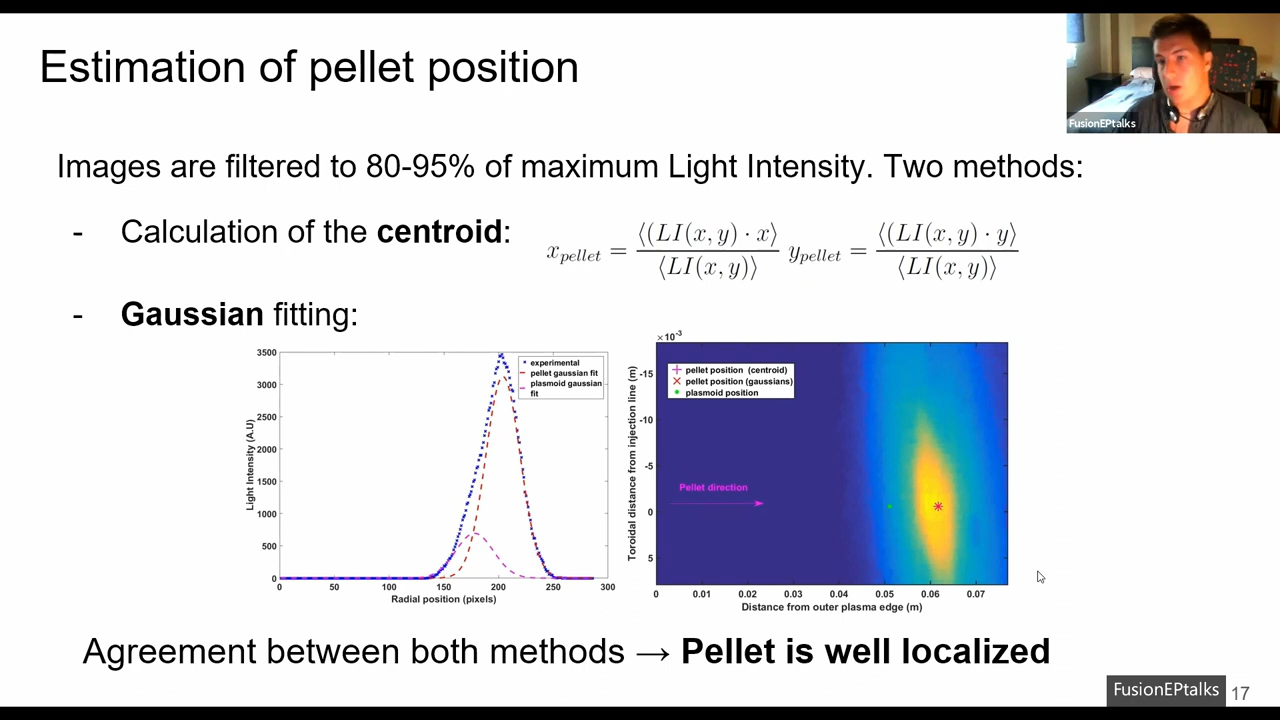 Estimation of pellet position
FusionEPtalks
Images are filtered to 80-95% of maximum Light Intensity. Two methods:
- Calculation of the centroid:
x_pellet = ⟨(LI(x, y) · x⟩ / ⟨LI(x, y)⟩ y_pellet = ⟨(LI(x, y) · y⟩ / ⟨LI(x, y)⟩
- Gaussian fitting:
3500
3000
2500
2000
1500
1000
500
0
Light Intensity (A.U)
experimental
pellet gaussian fit
plasmoid gaussian
fit
0 50 100 150 200 250 300
Radial position (pixels)
×10⁻³
-15
-10
-5
0
5
Toroidal distance from injection line (m)
pellet position (centroid)
pellet position (gaussians)
plasmoid position
Pellet direction
0 0.01 0.02 0.03 0.04 0.05 0.06 0.07
Distance from outer plasma edge (m)
Agreement between both methods → Pellet is well localized
FusionEPtalks
17